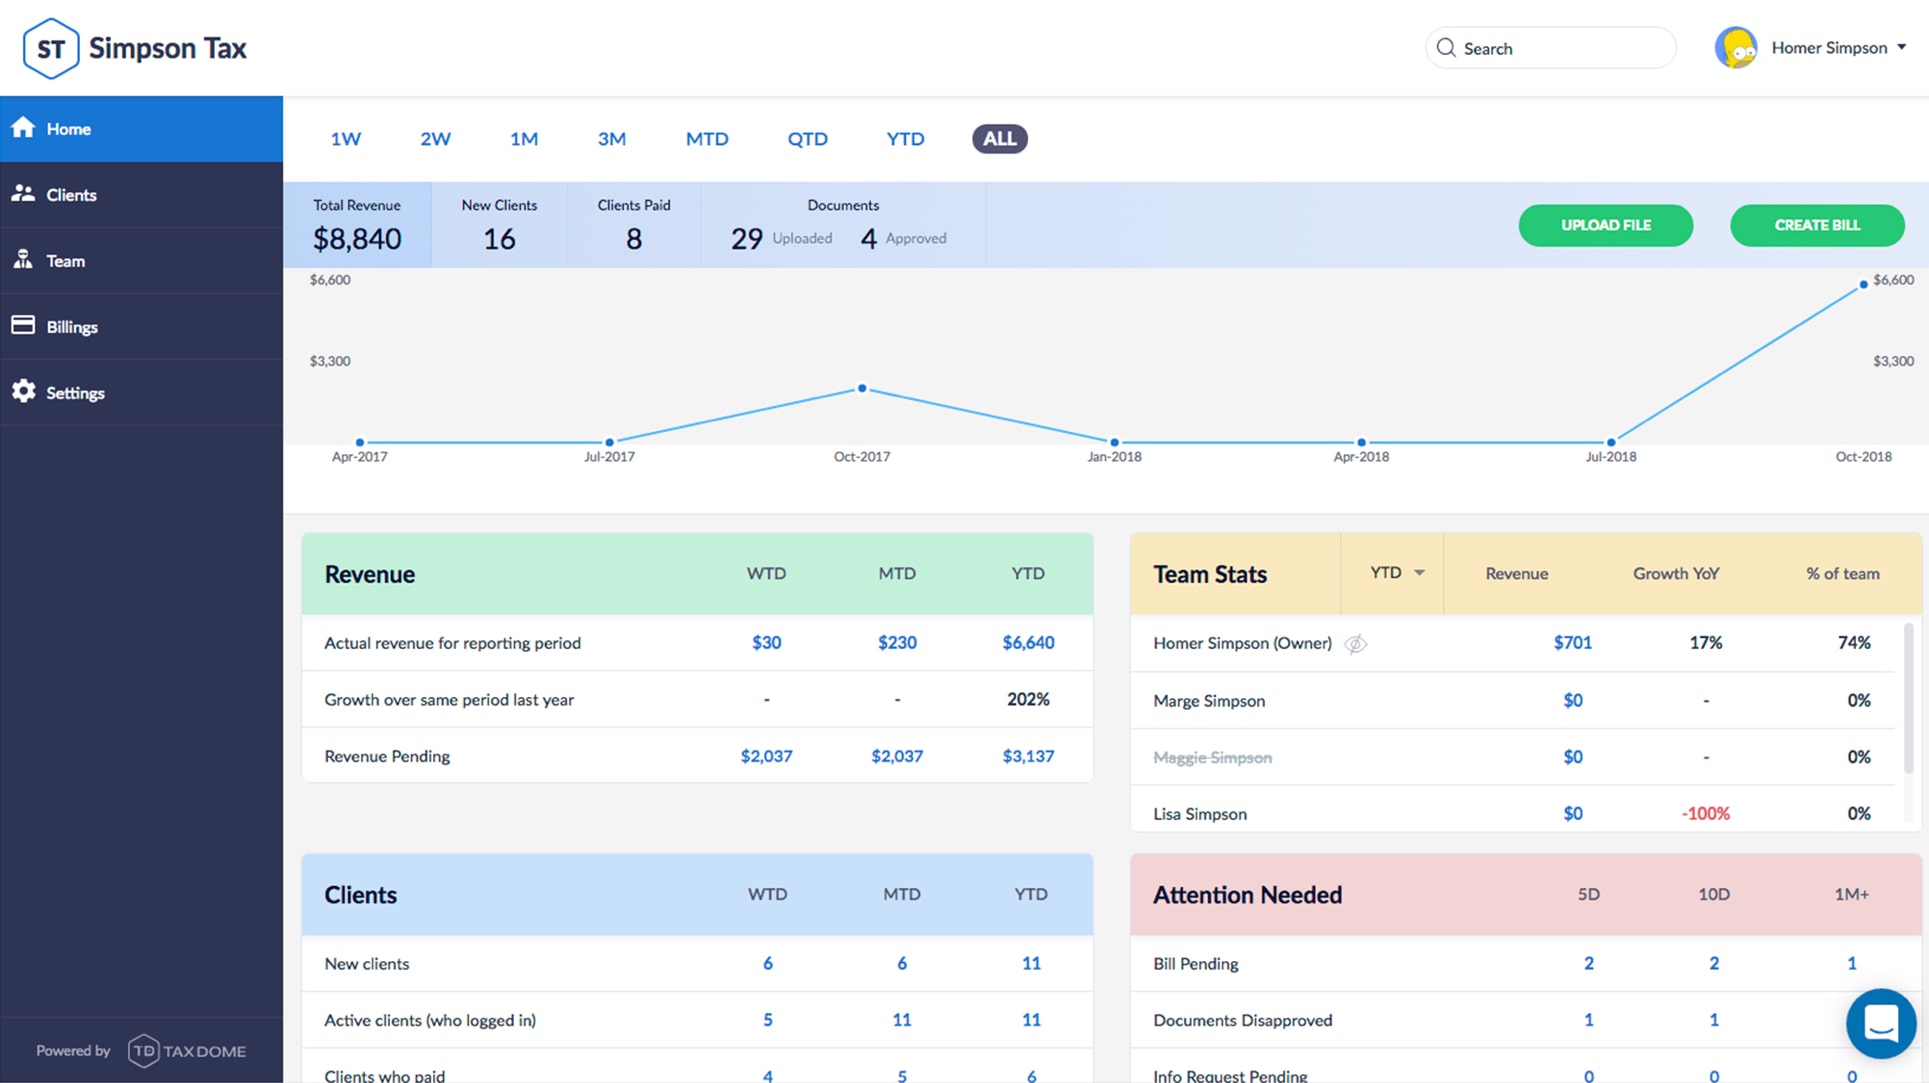 ST Simpson Tax
Search
Homer Simpson
Home
Clients
Team
Billings
Settings
Powered by TD TAXDOME
1W 2W 1M 3M MTD QTD YTD ALL
Total Revenue New Clients Clients Paid Documents
$8,840 16 8 29 Uploaded 4 Approved
UPLOAD FILE CREATE BILL
$6,600 $6,600
$3,300 $3,300
Apr-2017 Jul-2017 Oct-2017 Jan-2018 Apr-2018 Jul-2018 Oct-2018
Revenue WTD MTD YTD
Actual revenue for reporting period $30 $230 $6,640
Growth over same period last year - - 202%
Revenue Pending $2,037 $2,037 $3,137
Team Stats YTD Revenue Growth YoY % of team
Homer Simpson (Owner) $701 17% 74%
Marge Simpson $0 - 0%
Maggie Simpson $0 - 0%
Lisa Simpson $0 -100% 0%
Clients WTD MTD YTD
New clients 6 6 11
Active clients (who logged in) 5 11 11
Clients who paid 4 5 6
Attention Needed 5D 10D 1M+
Bill Pending 2 2 1
Documents Disapproved 1 1
Info Request Pending 0 0 0